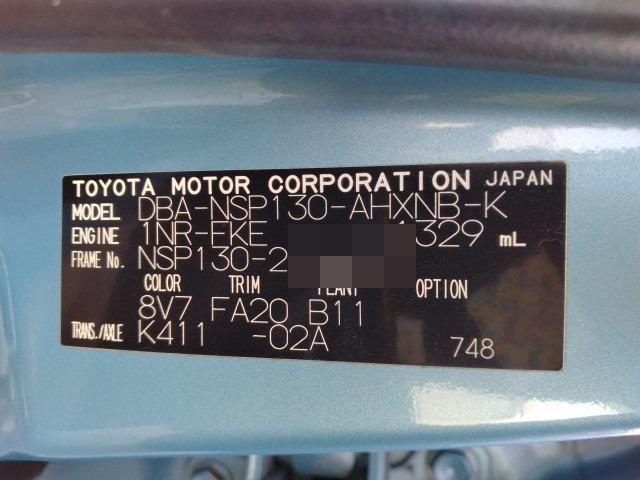 TOYOTA MOTOR CORPORATION JAPAN
MODEL DBA-NSP130-AHXNB-K
ENGINE 1NR-FKE 1329 mL
FRAME No. NSP130-2
COLOR TRIM PLANT OPTION
8V7 FA20 B11
TRANS./AXLE K411 -02A 748